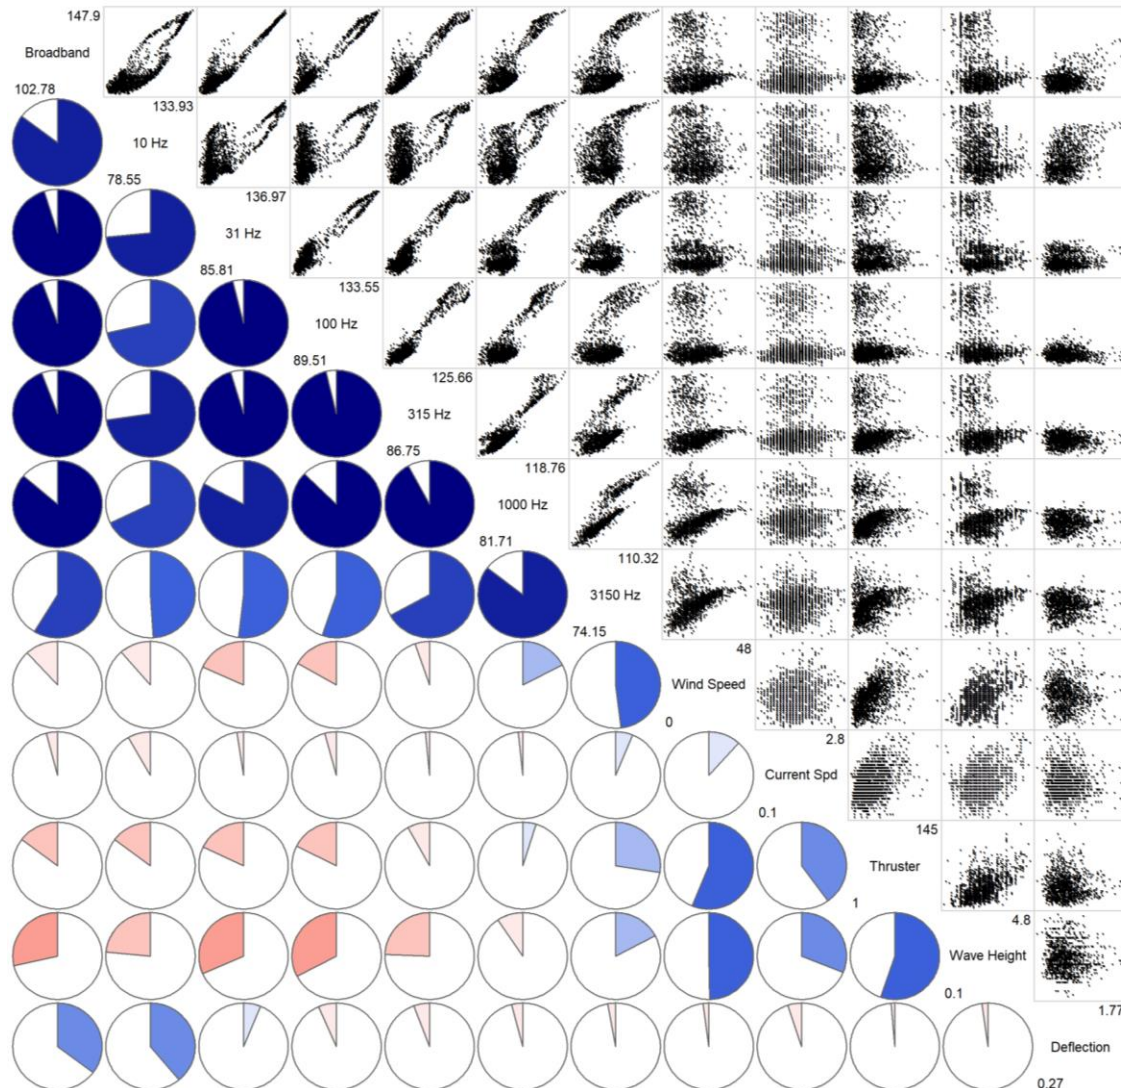 147.9
Broadband
102.78
133.93
10 Hz
78.55
136.97
31 Hz
85.81
133.55
100 Hz
89.51
125.66
315 Hz
86.75
118.76
1000 Hz
81.71
110.32
3150 Hz
74.15
48
Wind Speed
0
2.8
Current Spd
0.1
145
Thruster
1
4.8
Wave Height
0.1
1.77
Deflection
0.27